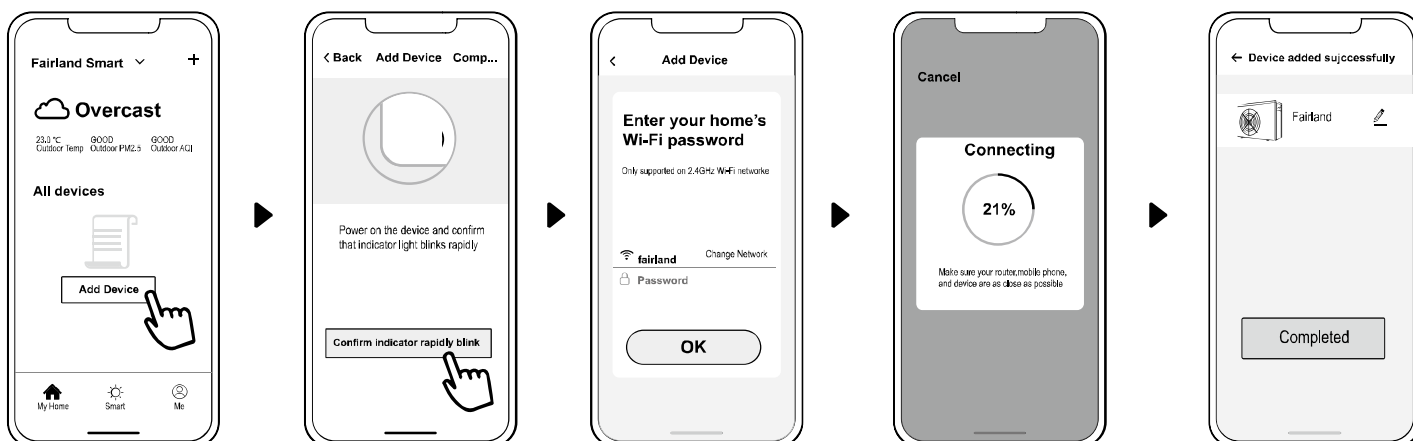 Fairland Smart
+
Overcast
23.0 °C GOOD GOOD
Outdoor Temp Outdoor PM2.5 Outdoor AQI
All devices
Add Device
My Home Smart Me
< Back Add Device Comp...
Power on the device and confirm
that indicator light blinks rapidly
Confirm indicator rapidly blink
< Add Device
Enter your home's
Wi-Fi password
Only supported on 2.4GHz Wi-Fi networke
fairland Change Network
Password
OK
Cancel
Connecting
21%
Make sure your router,mobile phone,
and device are as close as possible
← Device added sujccessfully
Fairland
Completed